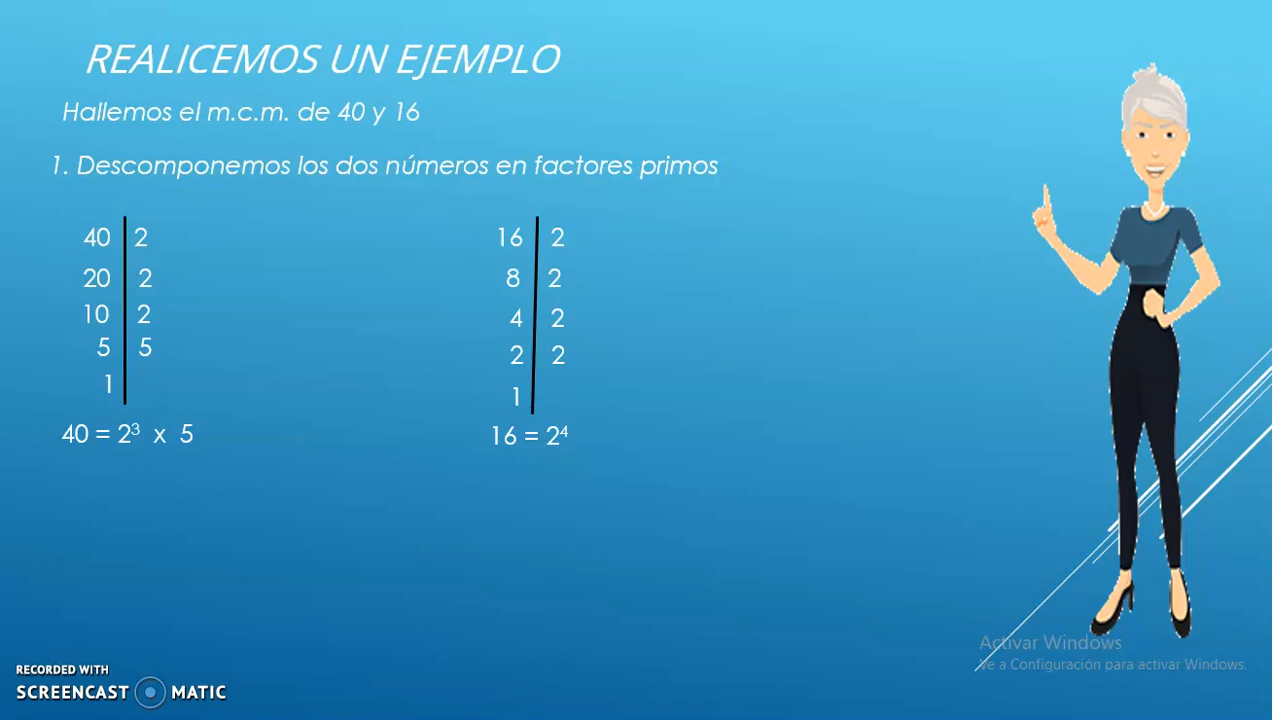 REALICEMOS UN EJEMPLO
Hallemos el m.c.m. de 40 y 16
1. Descomponemos los dos números en factores primos
40 2
20 2
10 2
5 5
1
40 = 2³ x 5
16 2
8 2
4 2
2 2
1
16 = 2⁴
Activar Windows
Ve a Configuración para activar Windows.
RECORDED WITH
SCREENCAST MATIC